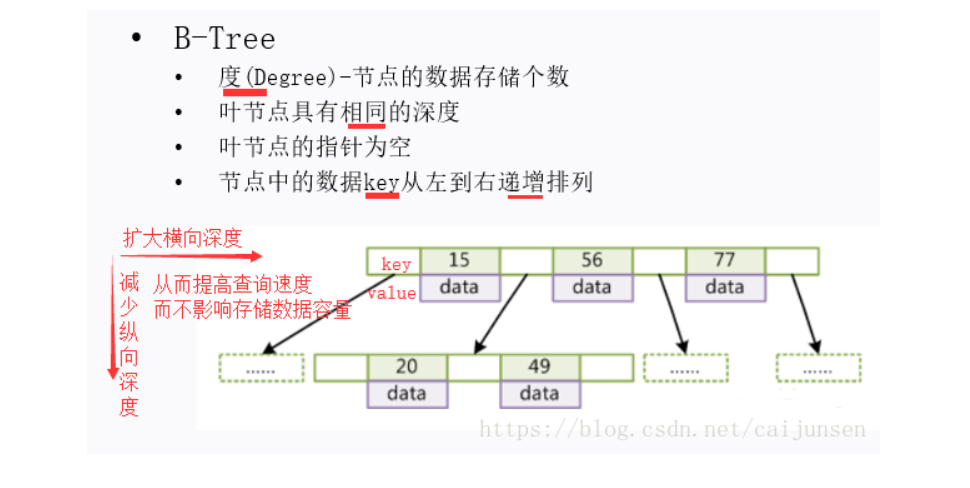 • B-Tree
• 度(Degree)-节点的数据存储个数
• 叶节点具有相同的深度
• 叶节点的指针为空
• 节点中的数据key从左到右递增排列
扩大横向深度
减少纵向深度
从而提高查询速度
而不影响存储数据容量
key 15 56 77
value data data data
...... 20 49 ...... ......
data data
https://blog.csdn.net/caijunsen